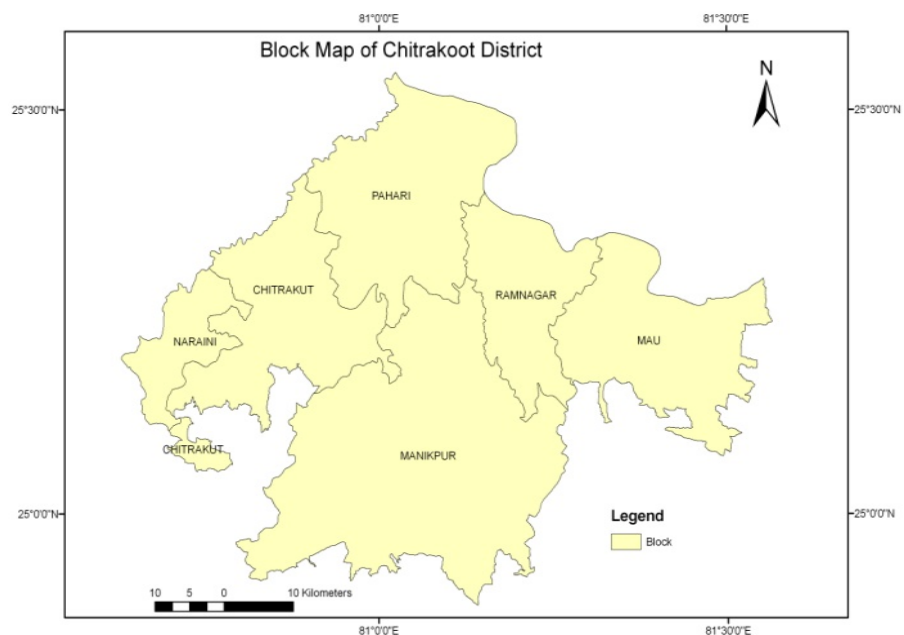 81°0'0"E 81°30'0"E
Block Map of Chitrakoot District
N
25°30'0"N 25°30'0"N
PAHARI
CHITRAKUT
RAMNAGAR
NARAINI
MAU
CHITRAKUT
MANIKPUR
25°0'0"N 25°0'0"N
Legend
Block
10 5 0 10 Kilometers
81°0'0"E 81°30'0"E